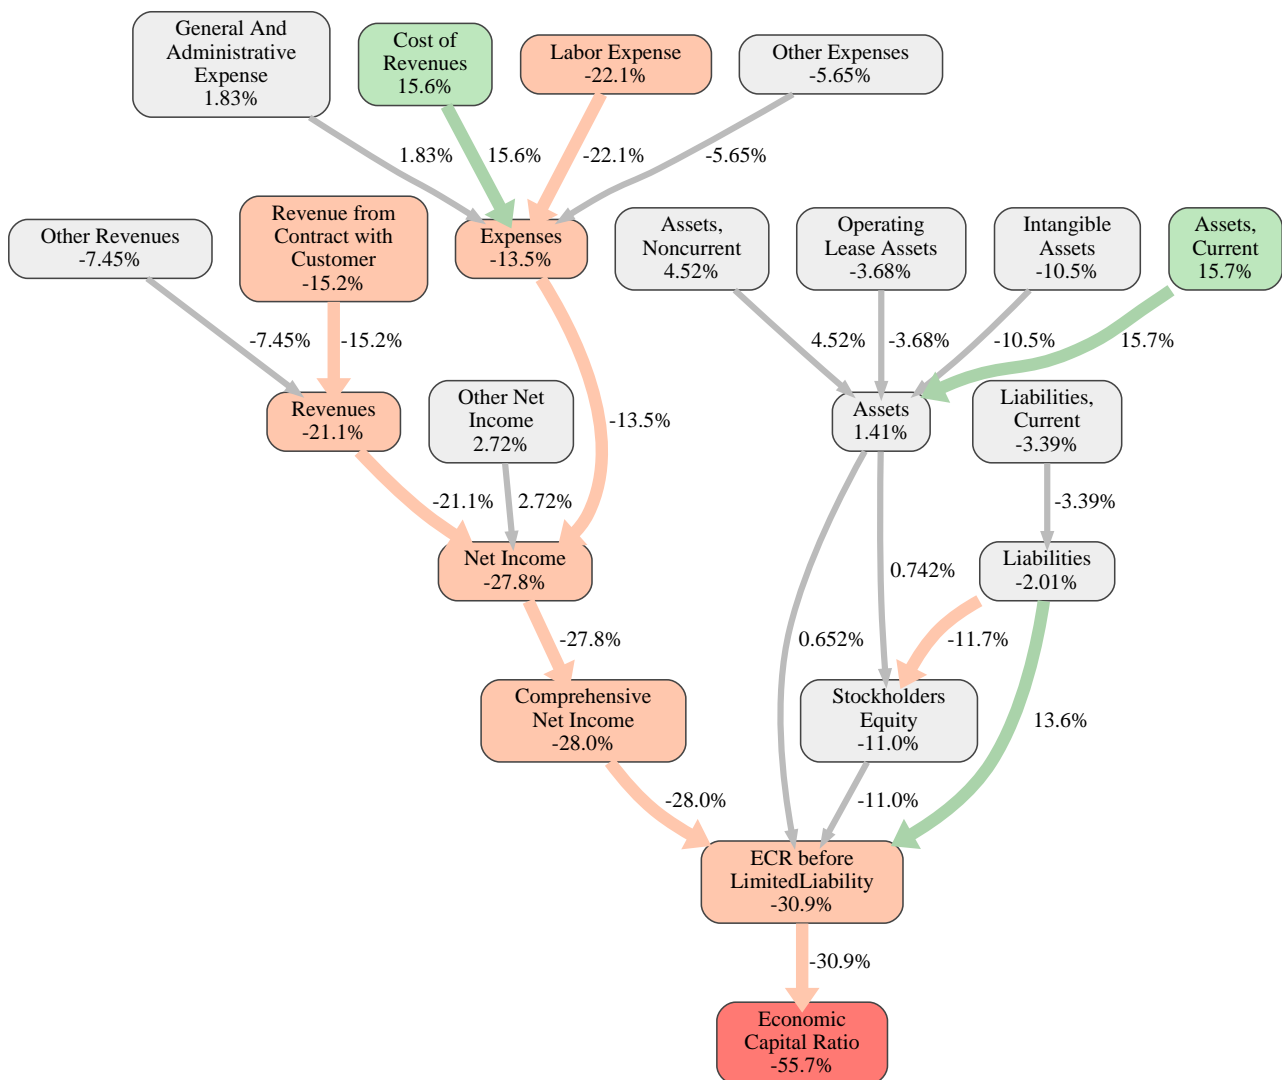 General And
Administrative
Expense
1.83%
Cost of
Revenues
15.6%
Labor Expense
-22.1%
Other Expenses
-5.65%
1.83%
15.6%
-22.1%
-5.65%
Other Revenues
-7.45%
Revenue from
Contract with
Customer
-15.2%
Expenses
-13.5%
Assets,
Noncurrent
4.52%
Operating
Lease Assets
-3.68%
Intangible
Assets
-10.5%
Assets,
Current
15.7%
-7.45%
-15.2%
4.52%
-3.68%
-10.5%
15.7%
Revenues
-21.1%
Other Net
Income
2.72%
-13.5%
Assets
1.41%
Liabilities,
Current
-3.39%
-21.1%
2.72%
-3.39%
Net Income
-27.8%
0.742%
Liabilities
-2.01%
-27.8%
0.652%
-11.7%
Comprehensive
Net Income
-28.0%
Stockholders
Equity
-11.0%
13.6%
-28.0%
-11.0%
ECR before
LimitedLiability
-30.9%
-30.9%
Economic
Capital Ratio
-55.7%